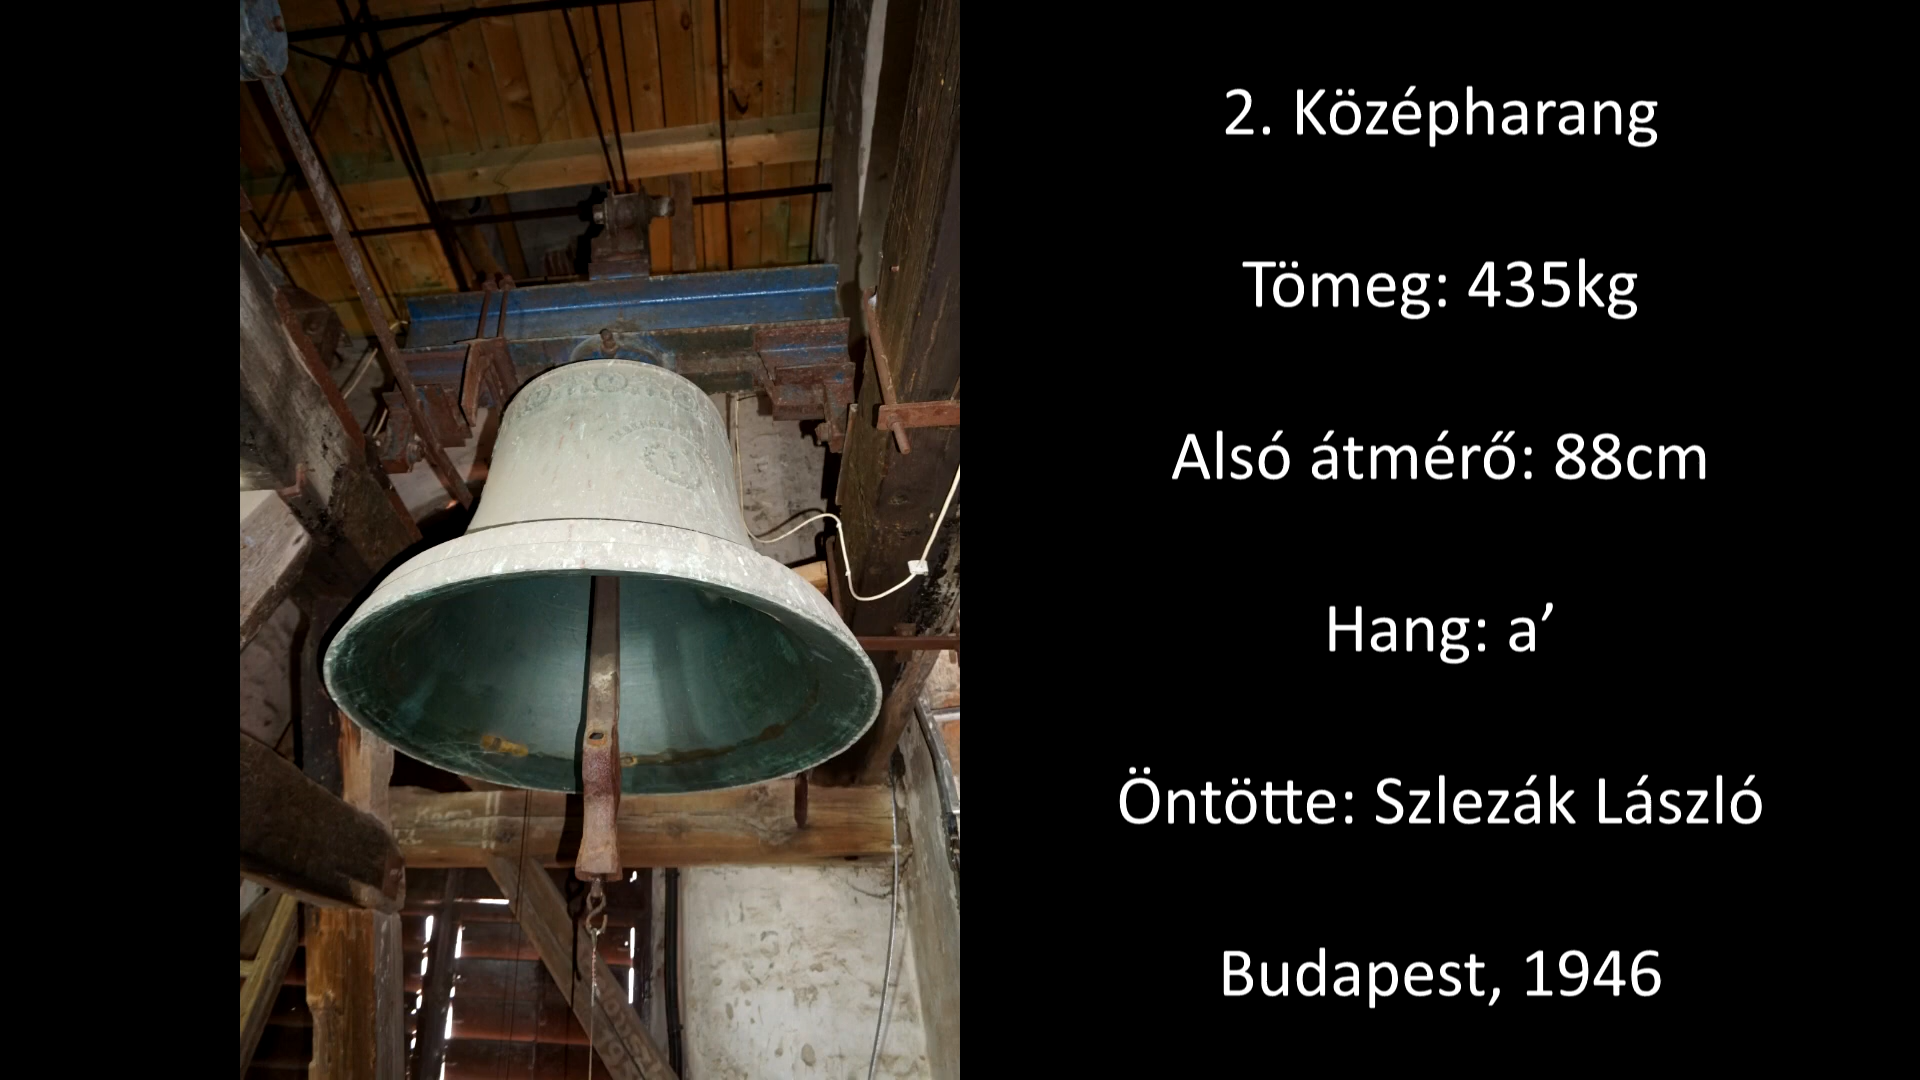 2. Középharang
Tömeg: 435kg
Alsó átmérő: 88cm
Hang: a’
Öntötte: Szlezák László
Budapest, 1946